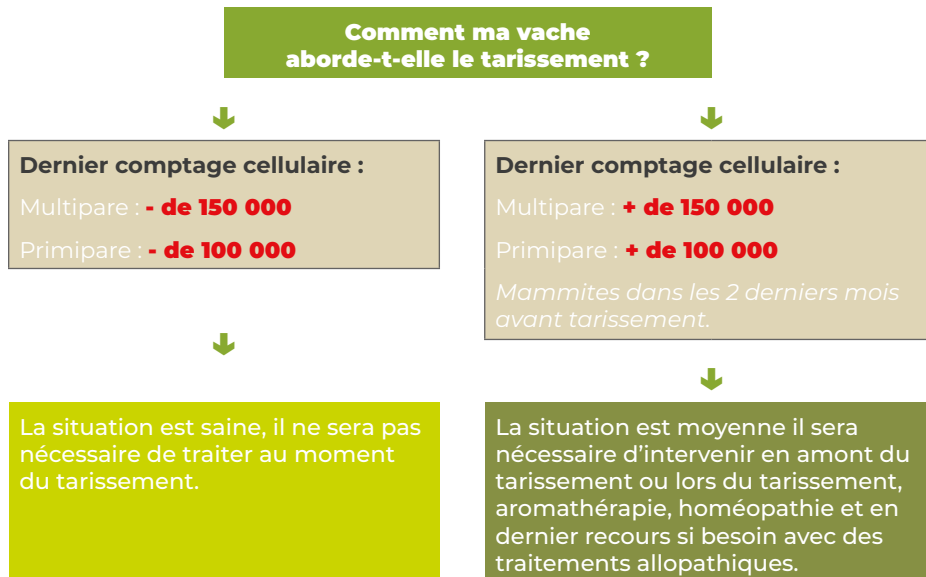 Comment ma vache
aborde-t-elle le tarissement ?
Dernier comptage cellulaire :
Multipare : - de 150 000
Primipare : - de 100 000
Dernier comptage cellulaire :
Multipare : + de 150 000
Primipare : + de 100 000
Mammites dans les 2 derniers mois
avant tarissement.
La situation est saine, il ne sera pas
nécessaire de traiter au moment
du tarissement.
La situation est moyenne il sera
nécessaire d'intervenir en amont du
tarissement ou lors du tarissement,
aromathérapie, homéopathie et en
dernier recours si besoin avec des
traitements allopathiques.